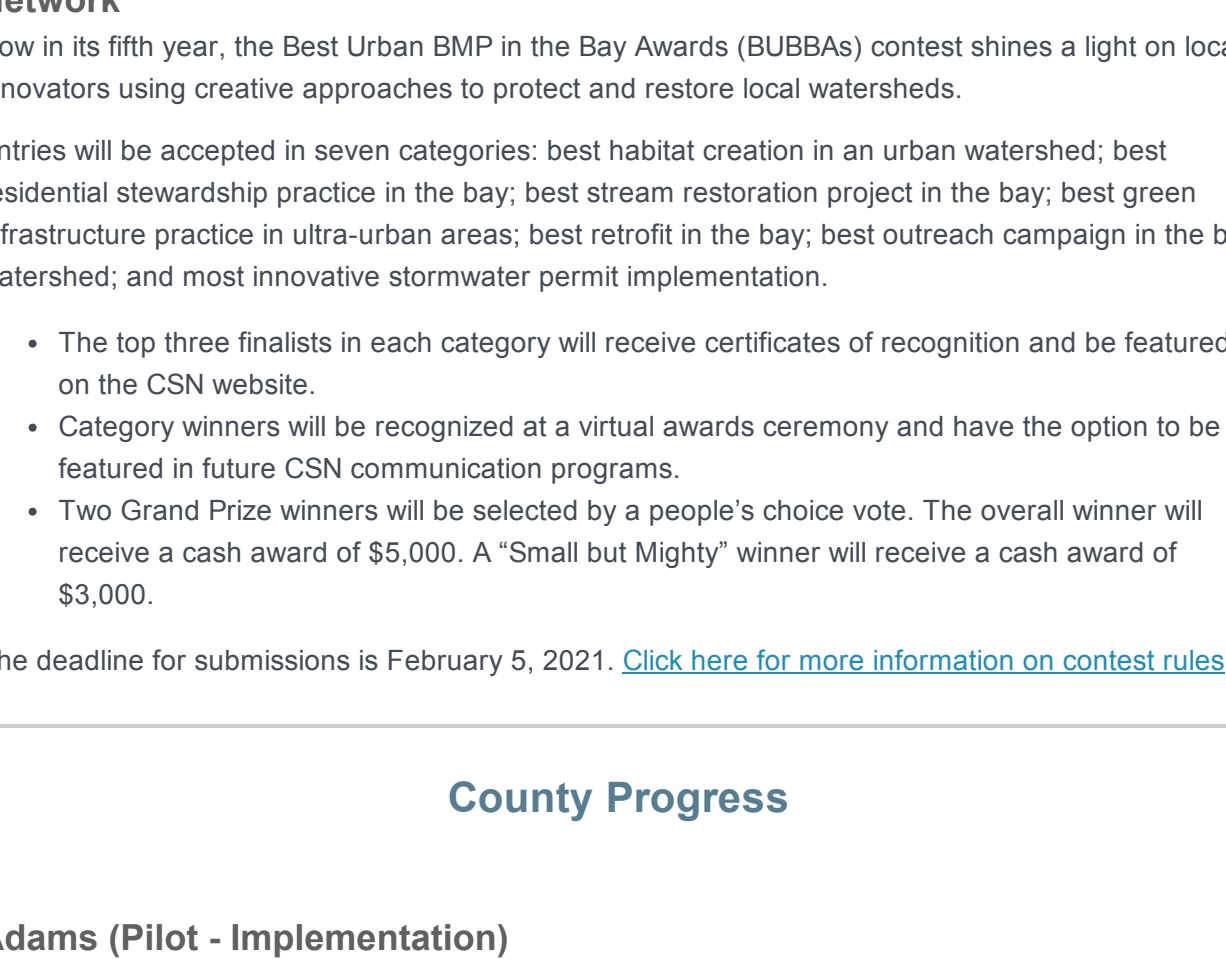 etwork
ow in its fifth year, the Best Urban BMP in the Bay Awards (BUBBAs) contest shines a light on loca
novators using creative approaches to protect and restore local watersheds.
ntries will be accepted in seven categories: best habitat creation in an urban watershed; best
esidential stewardship practice in the bay; best stream restoration project in the bay; best green
frastructure practice in ultra-urban areas; best retrofit in the bay; best outreach campaign in the b
atershed; and most innovative stormwater permit implementation.
• The top three finalists in each category will receive certificates of recognition and be featured
on the CSN website.
• Category winners will be recognized at a virtual awards ceremony and have the option to be
featured in future CSN communication programs.
• Two Grand Prize winners will be selected by a people’s choice vote. The overall winner will
receive a cash award of $5,000. A “Small but Mighty” winner will receive a cash award of
$3,000.
he deadline for submissions is February 5, 2021. Click here for more information on contest rules
County Progress
Adams (Pilot - Implementation)